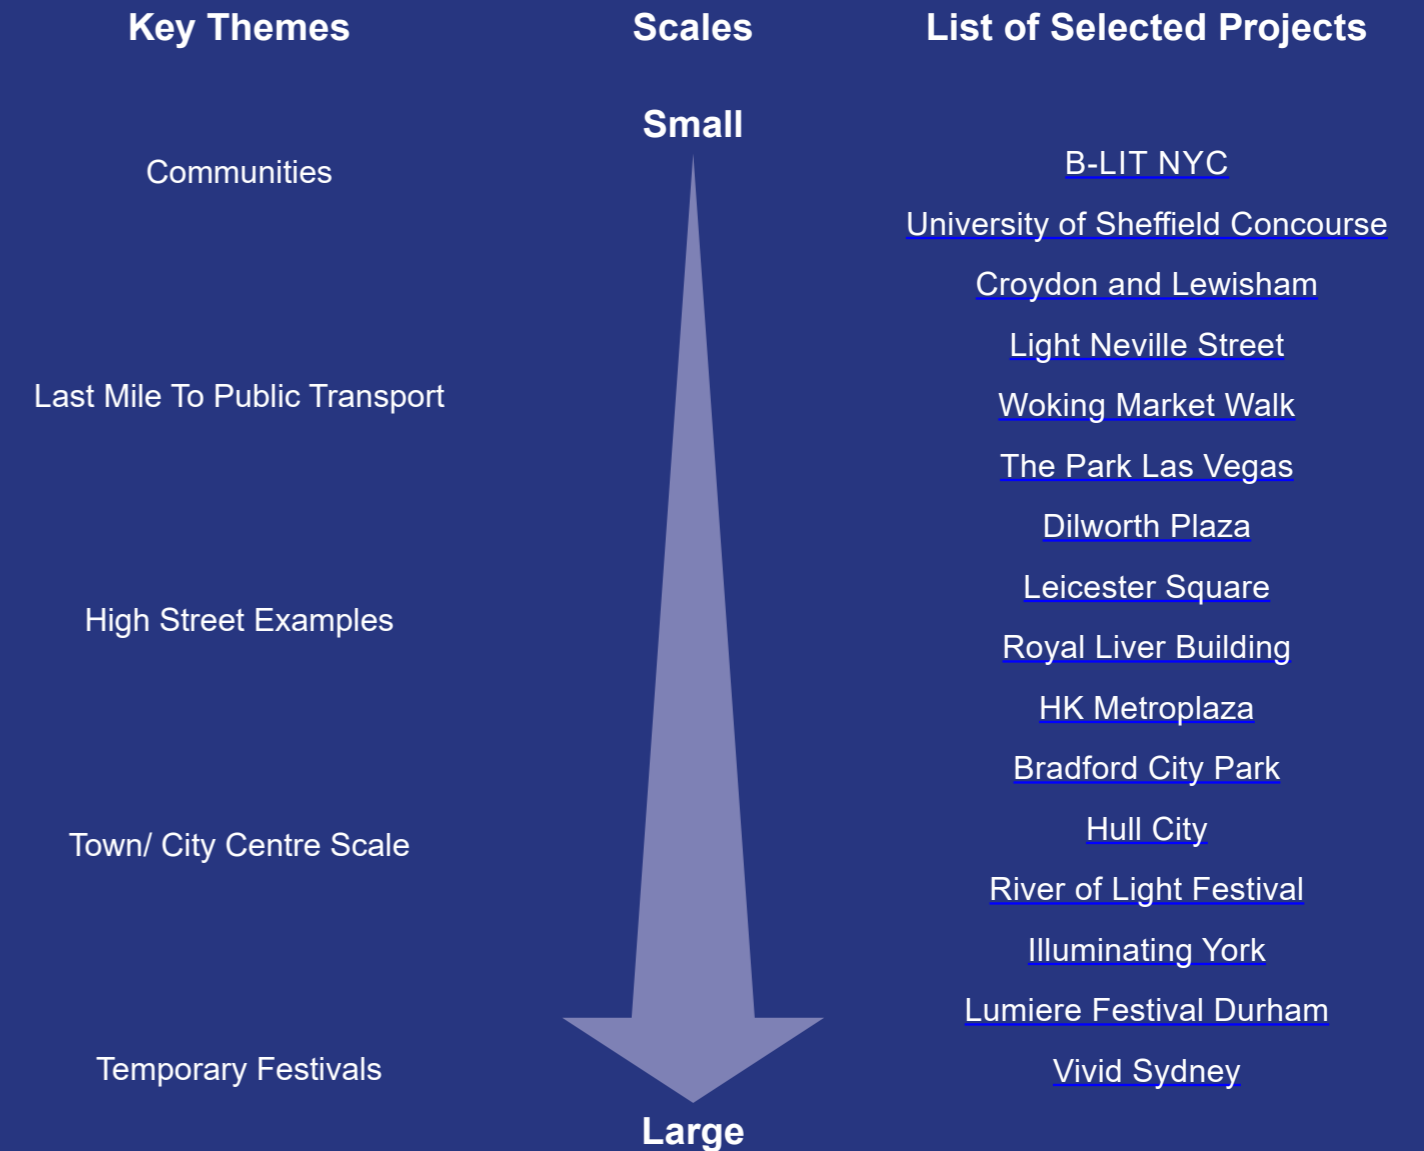 Key Themes
Scales
List of Selected Projects
Small
Communities
Last Mile To Public Transport
High Street Examples
Town/ City Centre Scale
Temporary Festivals
B-LIT NYC
University of Sheffield Concourse
Croydon and Lewisham
Light Neville Street
Woking Market Walk
The Park Las Vegas
Dilworth Plaza
Leicester Square
Royal Liver Building
HK Metroplaza
Bradford City Park
Hull City
River of Light Festival
Illuminating York
Lumiere Festival Durham
Vivid Sydney
Large